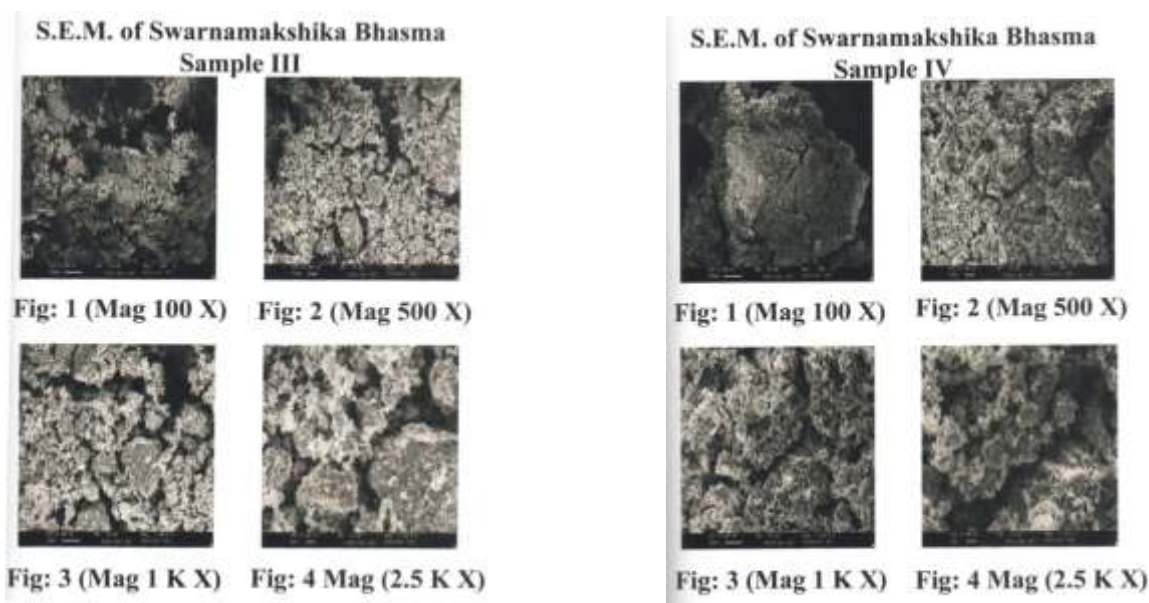 S.E.M. of Swarnamakshika Bhasma
Sample III
Fig: 1 (Mag 100 X)
Fig: 2 (Mag 500 X)
Fig: 3 (Mag 1 K X)
Fig: 4 Mag (2.5 K X)
S.E.M. of Swarnamakshika Bhasma
Sample IV
Fig: 1 (Mag 100 X)
Fig: 2 (Mag 500 X)
Fig: 3 (Mag 1 K X)
Fig: 4 Mag (2.5 K X)